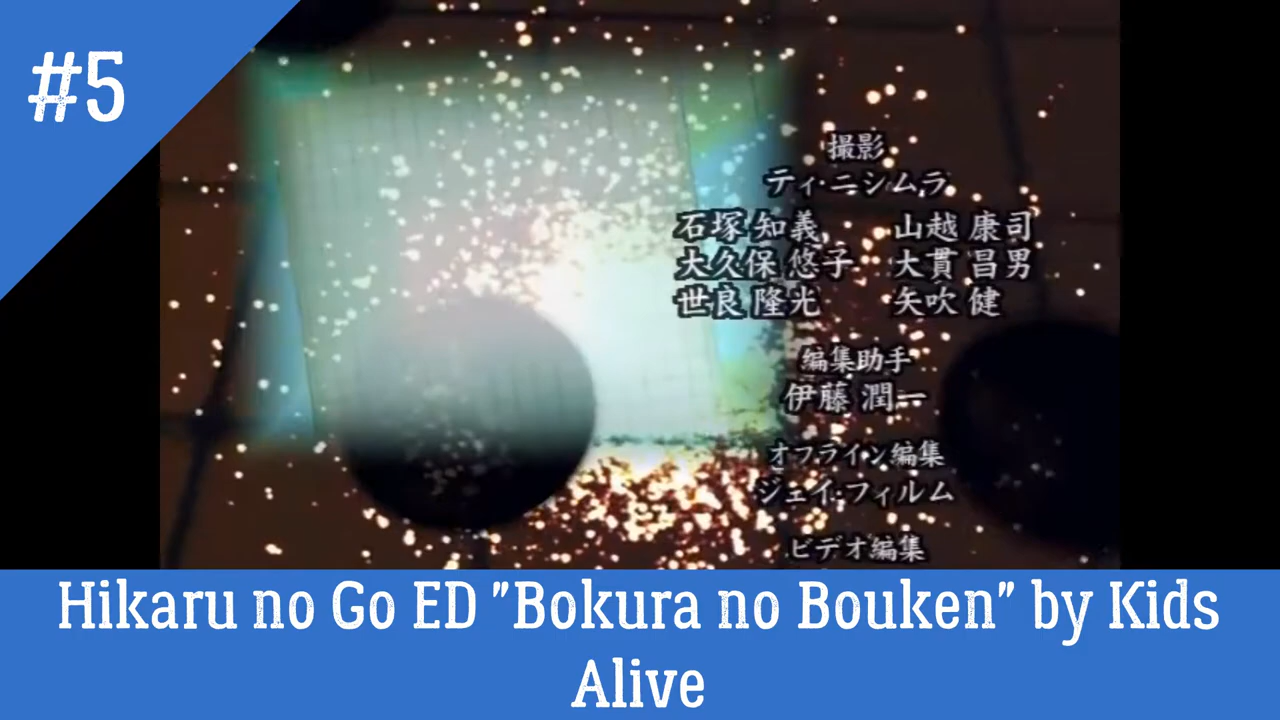 #5
撮影
ティ・ニシムラ
石塚 知義 山越 康司
大久保 悠子 大貫 昌男
世良 隆光 矢吹 健
編集助手
伊藤 潤一
オフライン編集
ジェイ・フィルム
ビデオ編集
Hikaru no Go ED "Bokura no Bouken" by Kids
Alive